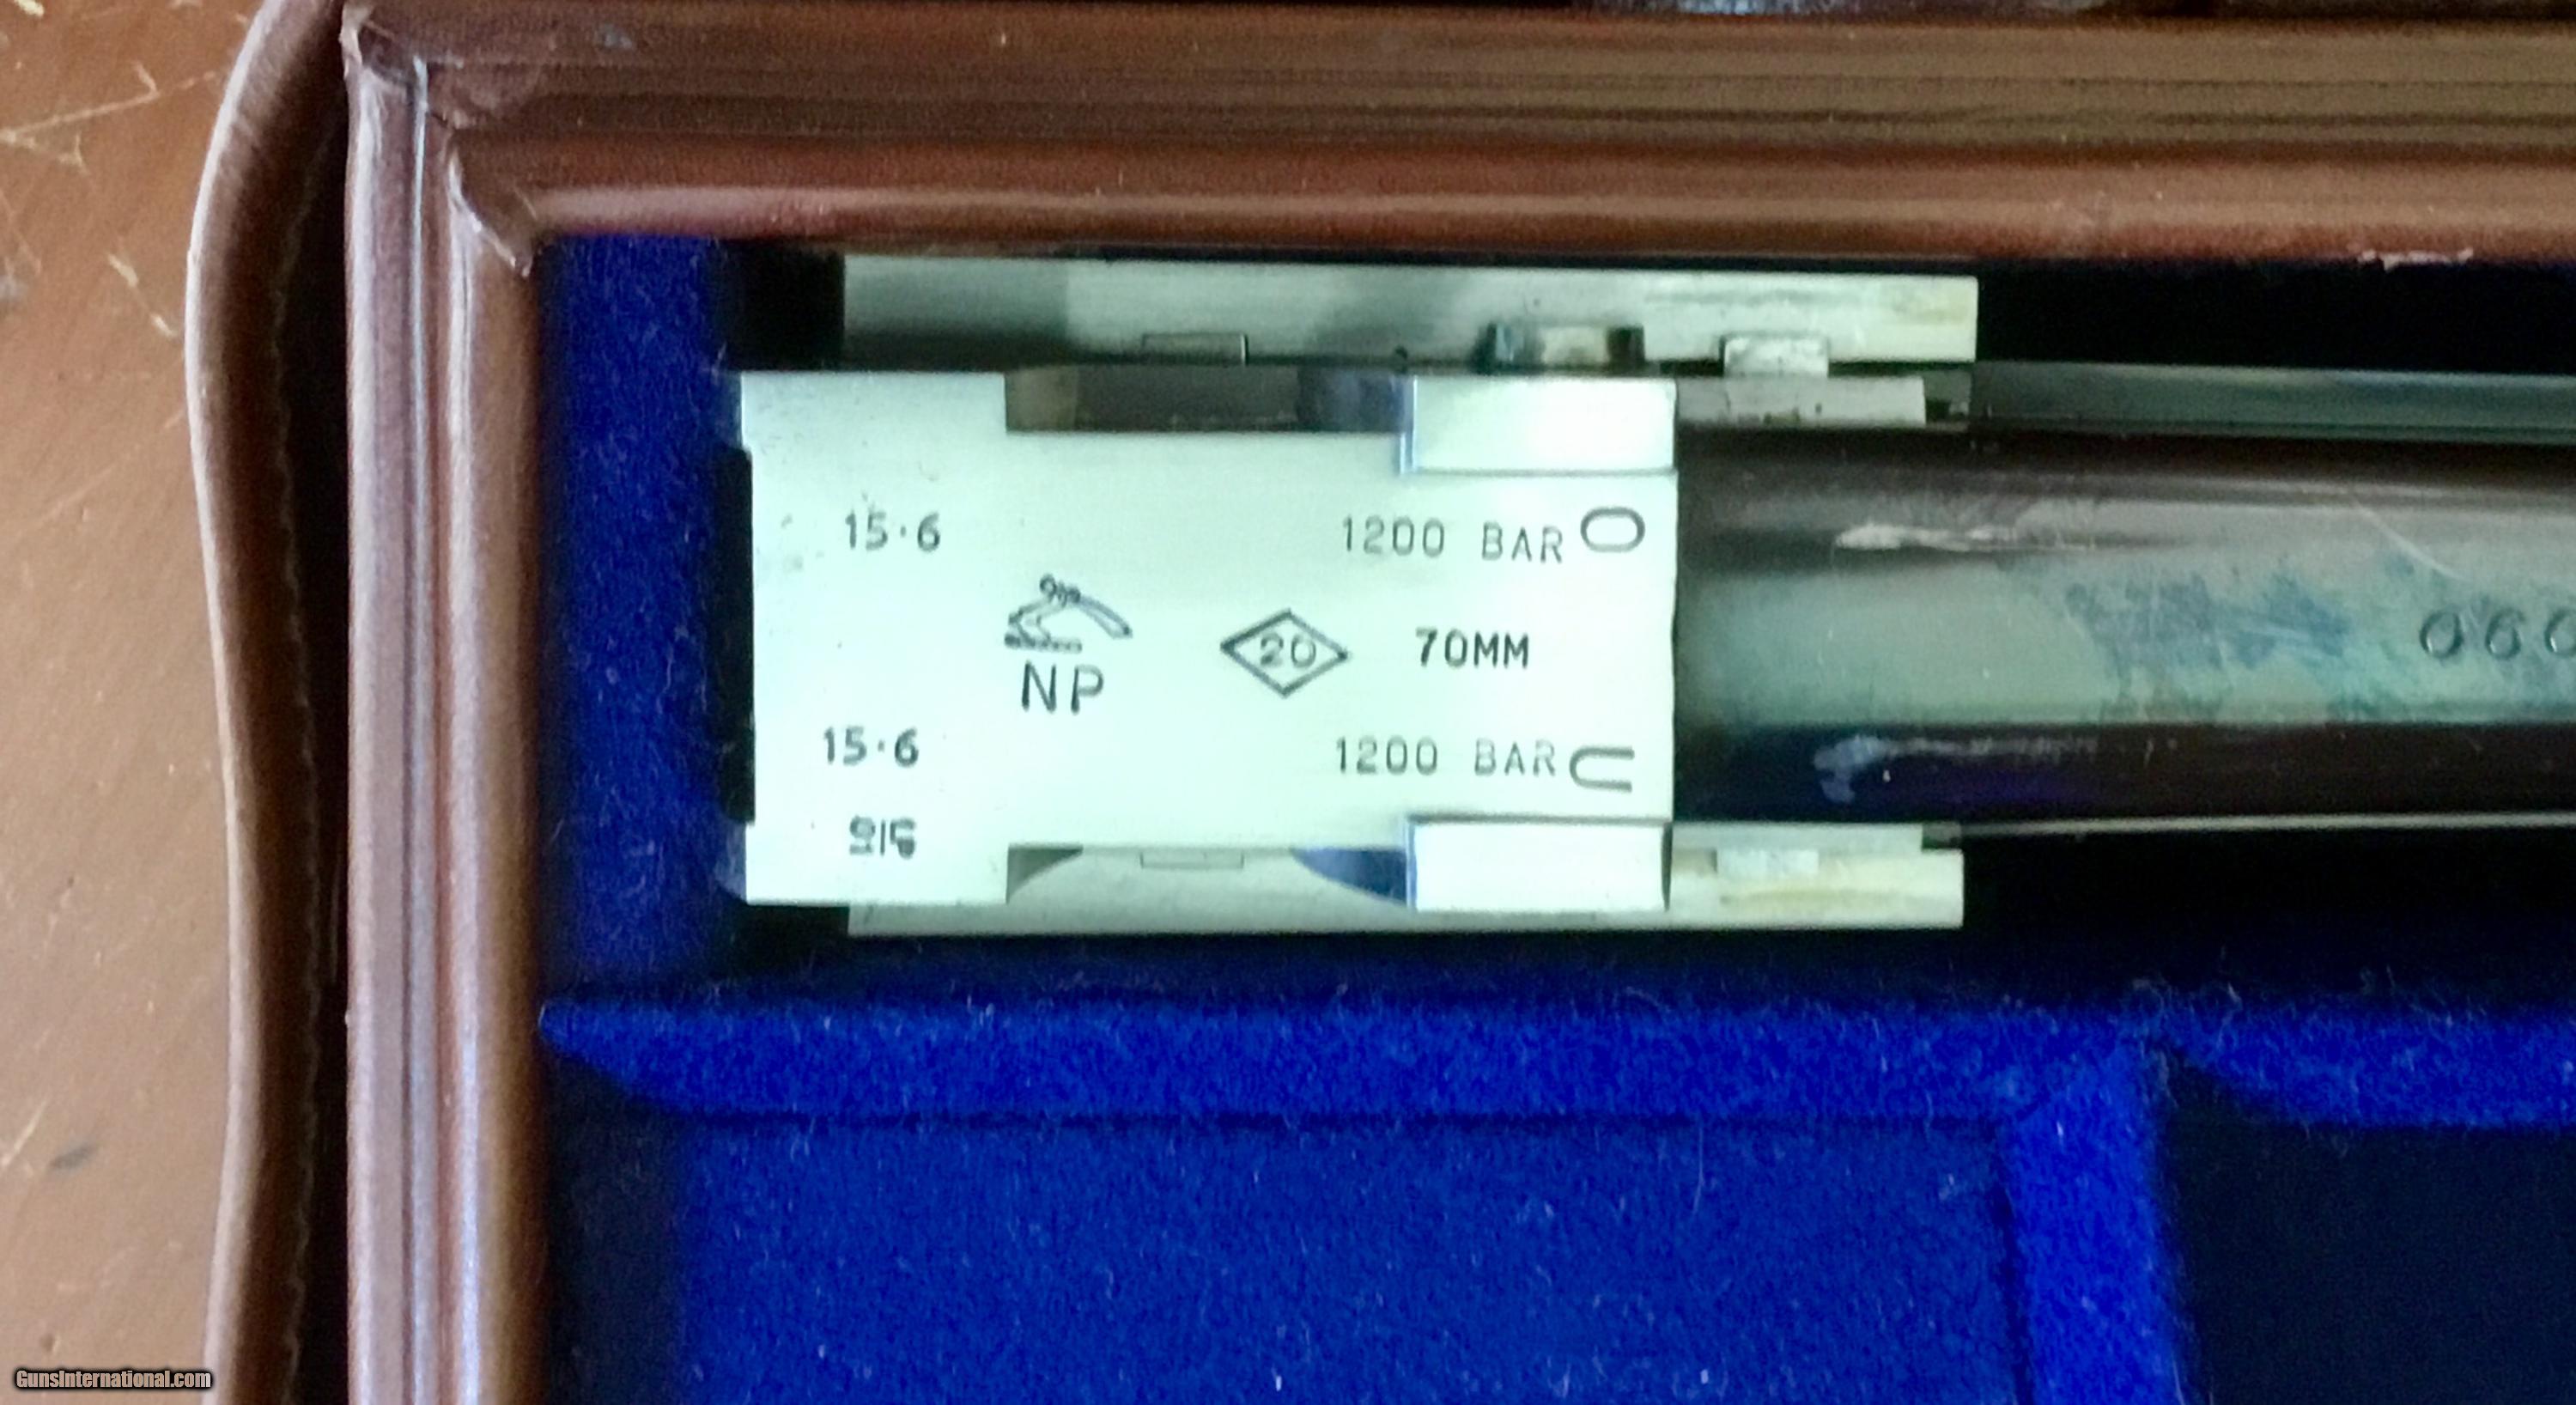 15·6
1200 BAR O
NP
20
70MM
15·6
1200 BAR U
GunsInternational.com